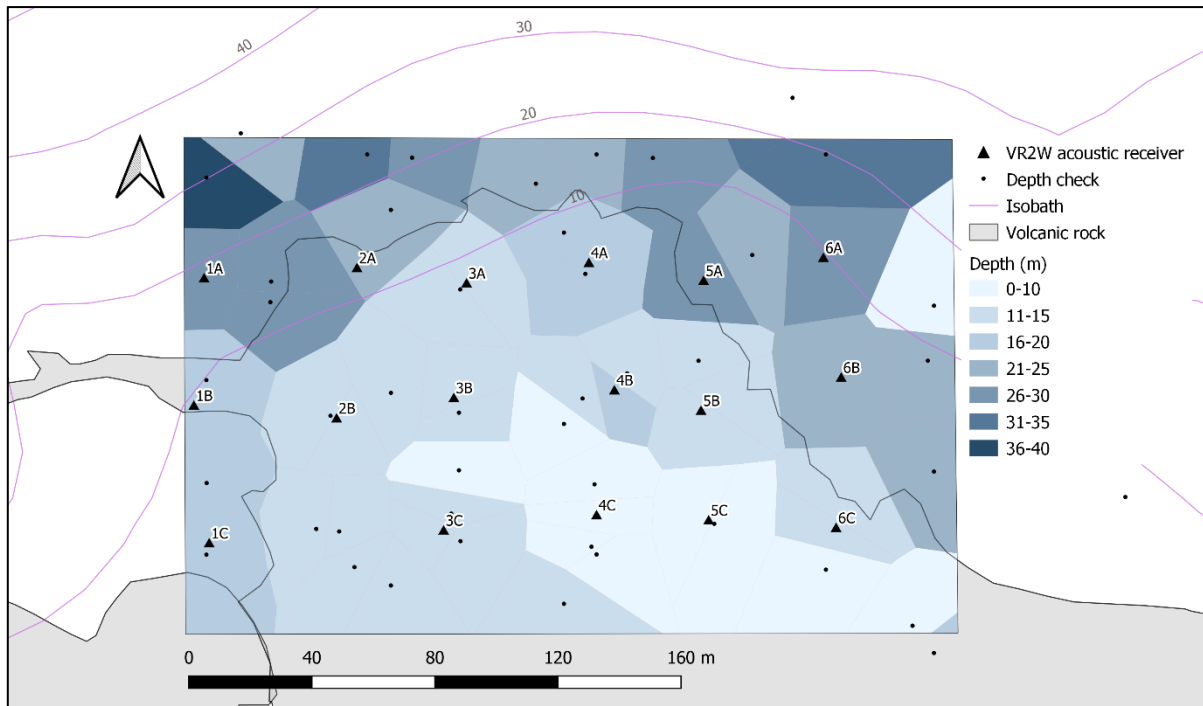 40
30
20
10
1A
2A
3A
4A
5A
6A
1B
2B
3B
4B
5B
6B
1C
3C
4C
5C
6C
VR2W acoustic receiver
Depth check
Isobath
Volcanic rock
Depth (m)
0-10
11-15
16-20
21-25
26-30
31-35
36-40
0 40 80 120 160 m